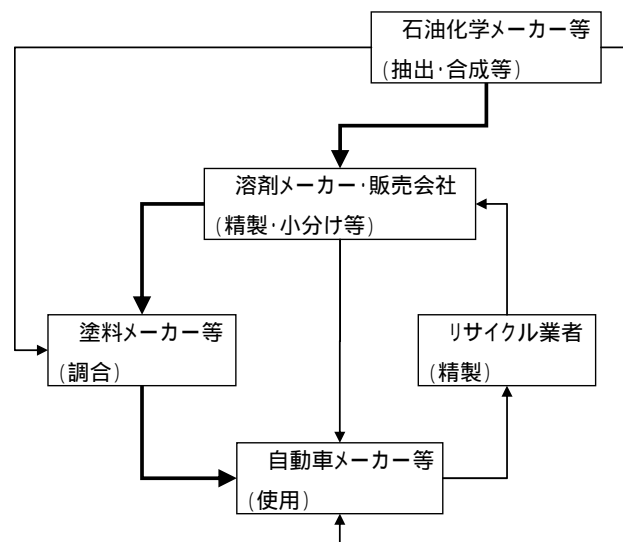 石油化学メーカー等
(抽出･合成等)
溶剤メーカー･販売会社
(精製･小分け等)
塗料メーカー等
(調合)
リサイクル業者
(精製)
自動車メーカー等
(使用)